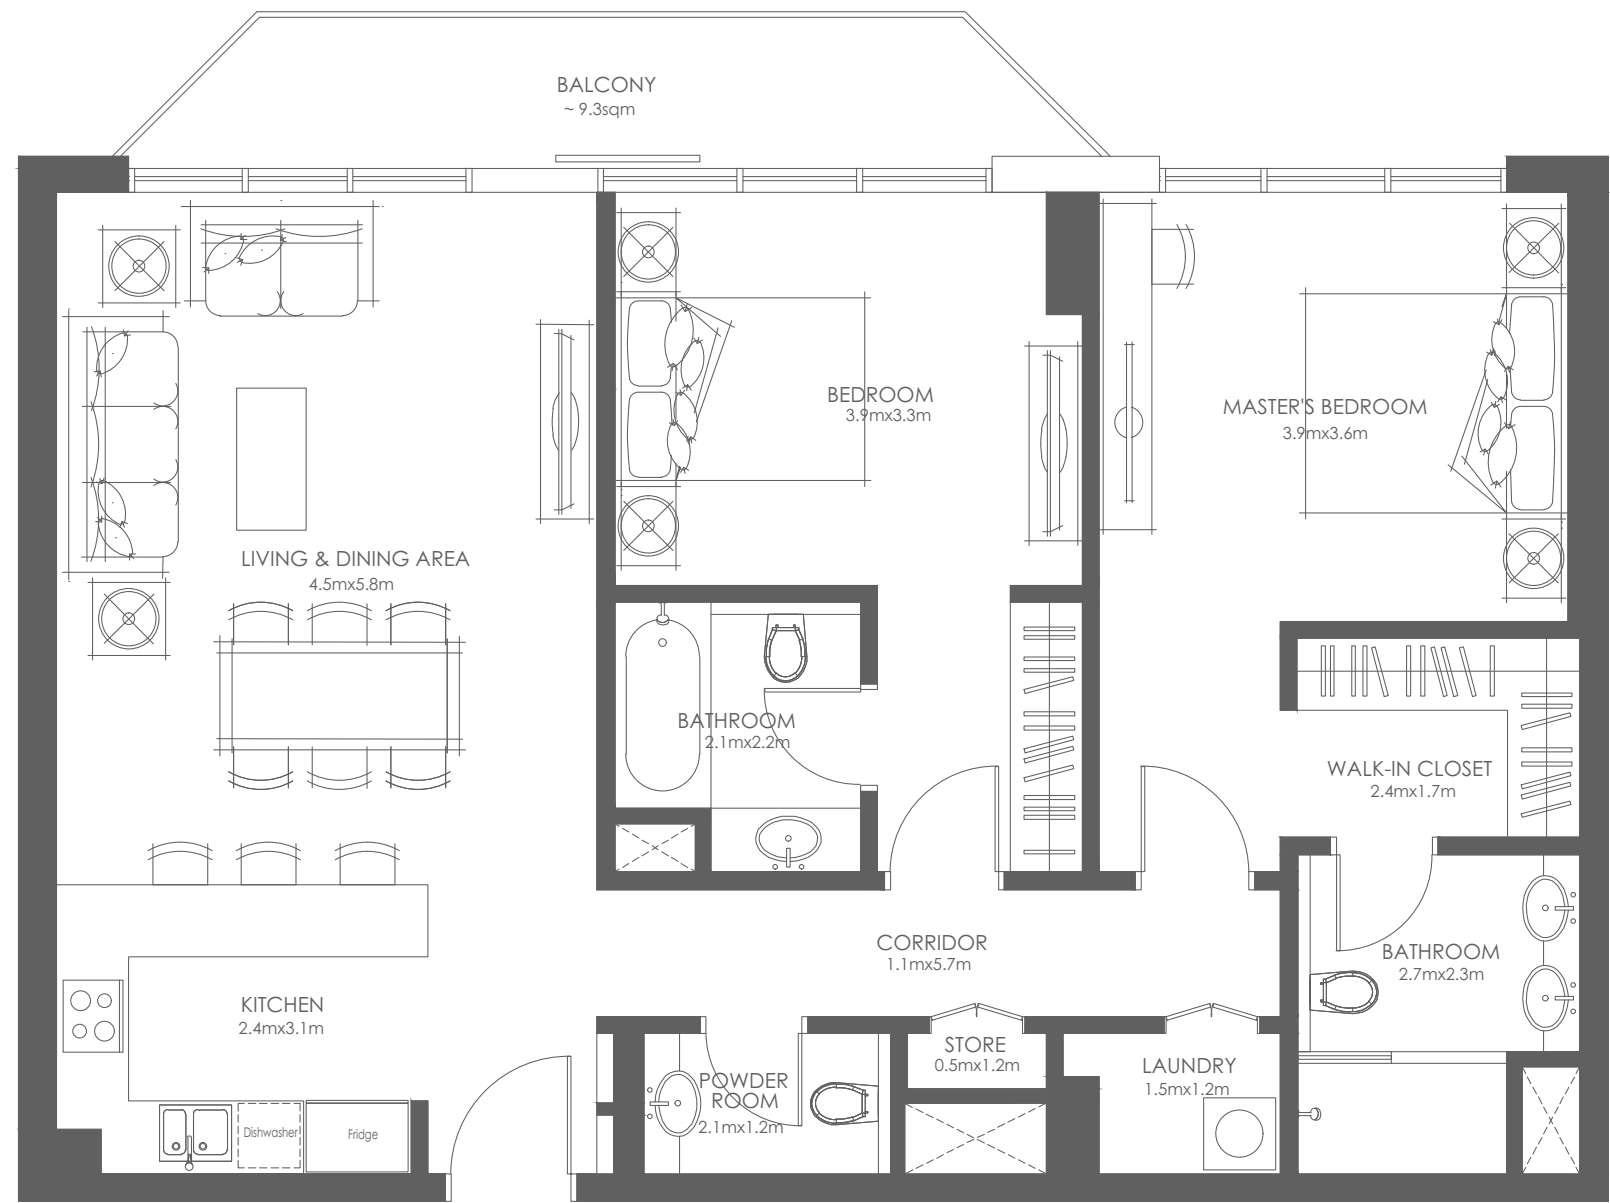 BALCONY
~ 9.3sqm
BEDROOM
3.9mx3.3m
MASTER'S BEDROOM
3.9mx3.6m
LIVING & DINING AREA
4.5mx5.8m
BATHROOM
2.1mx2.2m
WALK-IN CLOSET
2.4mx1.7m
CORRIDOR
1.1mx5.7m
BATHROOM
2.7mx2.3m
KITCHEN
2.4mx3.1m
STORE
0.5mx1.2m
LAUNDRY
1.5mx1.2m
POWDER
ROOM
2.1mx1.2m
Dishwasher
Fridge